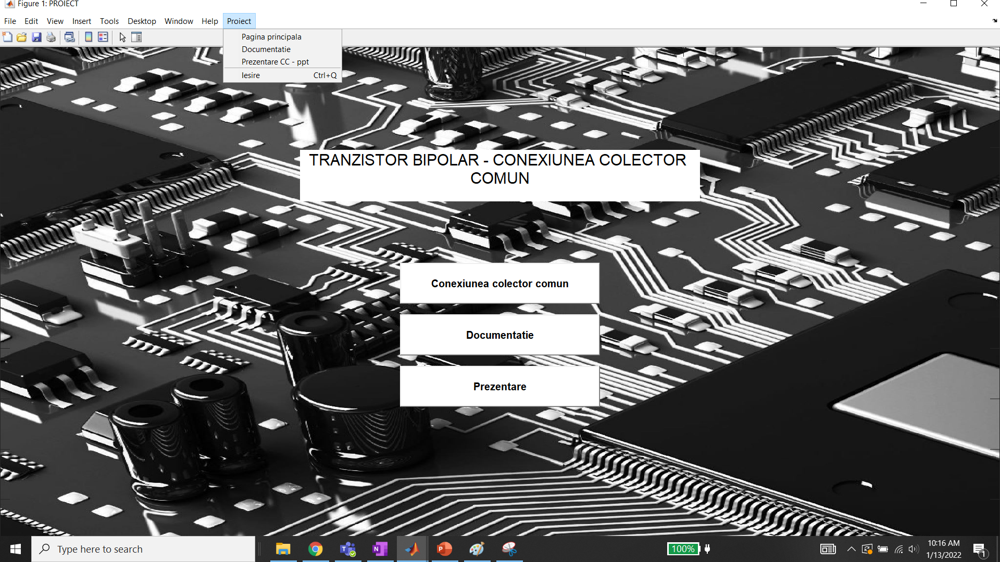 Figure 1: PROIECT
File Edit View Insert Tools Desktop Window Help Proiect
Pagina principala
Documentatie
Prezentare CC - ppt
Iesire Ctrl+Q
TRANZISTOR BIPOLAR - CONEXIUNEA COLECTOR
COMUN
Conexiunea colector comun
Documentatie
Prezentare
Type here to search
100%
10:16 AM
1/13/2022
1